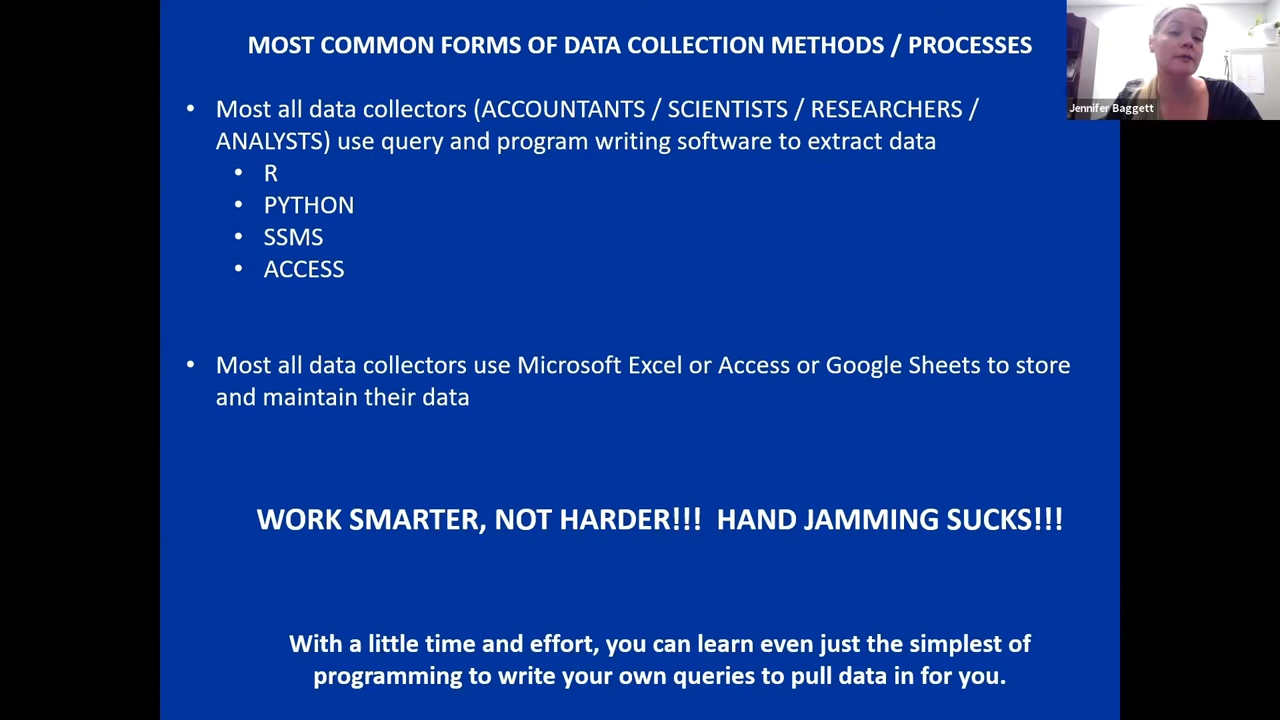 MOST COMMON FORMS OF DATA COLLECTION METHODS / PROCESSES
Jennifer Baggett
• Most all data collectors (ACCOUNTANTS / SCIENTISTS / RESEARCHERS /
ANALYSTS) use query and program writing software to extract data
• R
• PYTHON
• SSMS
• ACCESS
• Most all data collectors use Microsoft Excel or Access or Google Sheets to store
and maintain their data
WORK SMARTER, NOT HARDER!!! HAND JAMMING SUCKS!!!
With a little time and effort, you can learn even just the simplest of
programming to write your own queries to pull data in for you.